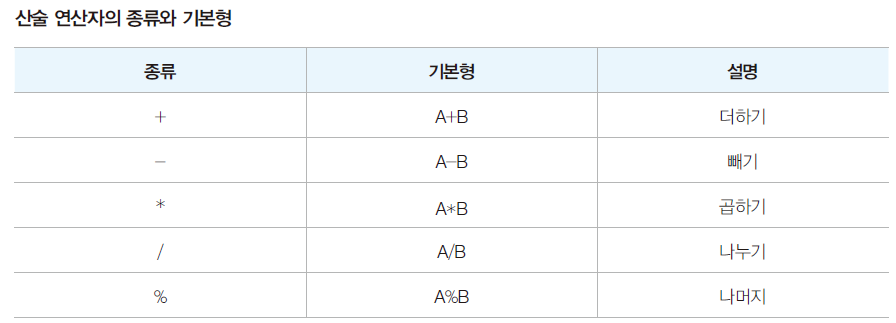 산술 연산자의 종류와 기본형
종류 기본형 설명
+ A+B 더하기
− A−B 빼기
* A*B 곱하기
/ A/B 나누기
% A%B 나머지